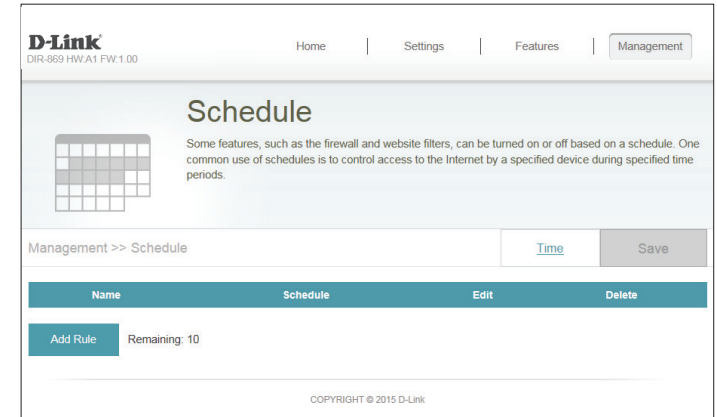 D-Link
DIR-869 HW:A1 FW:1.00
Home | Settings | Features | Management
Schedule
Some features, such as the firewall and website filters, can be turned on or off based on a schedule. One
common use of schedules is to control access to the Internet by a specified device during specified time
periods.
Management >> Schedule
Time
Save
Name Schedule Edit Delete
Add Rule Remaining: 10
COPYRIGHT © 2015 D-Link